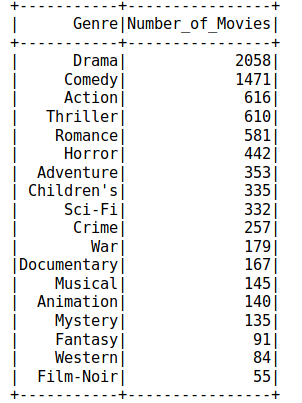 +-----------+----------------+
|      Genre|Number_of_Movies|
+-----------+----------------+
|      Drama|            2058|
|     Comedy|            1471|
|     Action|             616|
|   Thriller|             610|
|    Romance|             581|
|     Horror|             442|
|  Adventure|             353|
| Children's|             335|
|     Sci-Fi|             332|
|      Crime|             257|
|        War|             179|
|Documentary|             167|
|    Musical|             145|
|  Animation|             140|
|    Mystery|             135|
|    Fantasy|              91|
|    Western|              84|
|  Film-Noir|              55|
+-----------+----------------+